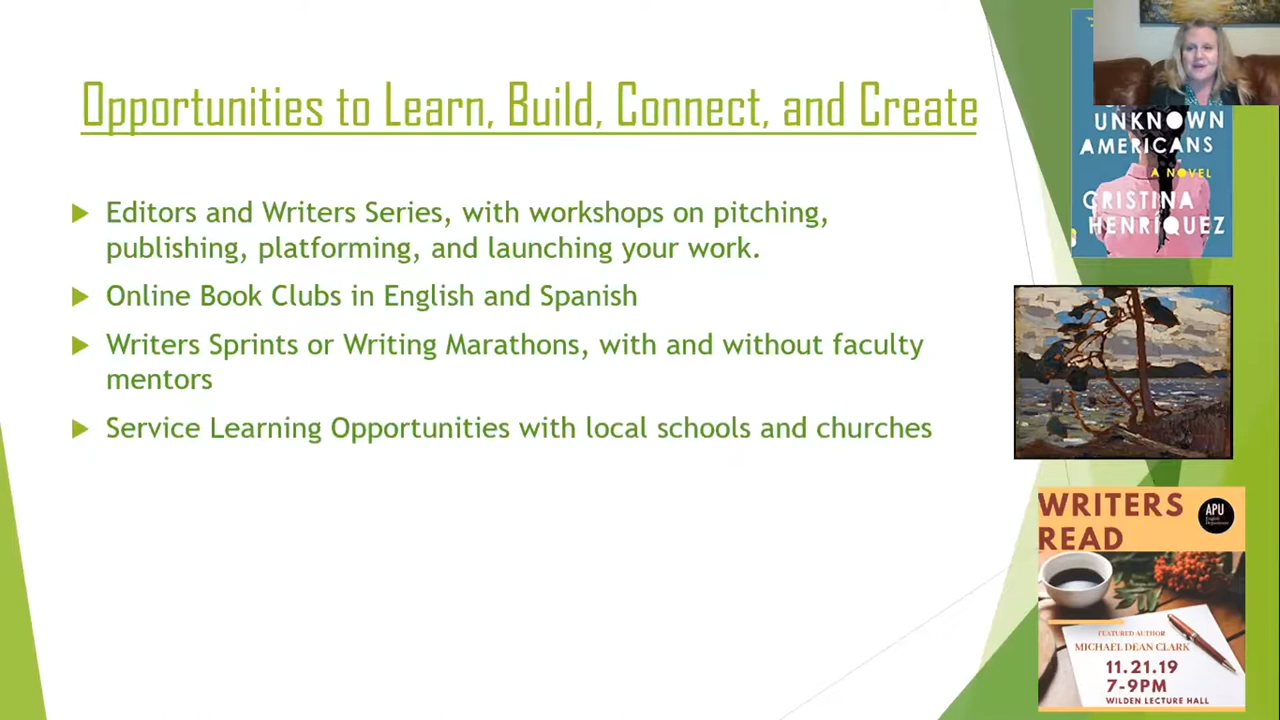 Opportunities to Learn, Build, Connect, and Create
Editors and Writers Series, with workshops on pitching,
publishing, platforming, and launching your work.
Online Book Clubs in English and Spanish
Writers Sprints or Writing Marathons, with and without faculty
mentors
Service Learning Opportunities with local schools and churches
UNKNOWN
AMERICANS
A NOVEL
CRISTINA
HENRIQUEZ
WRITERS
READ
APU
English
Department
FEATURED AUTHOR
MICHAEL DEAN CLARK
11.21.19
7-9PM
WILDEN LECTURE HALL